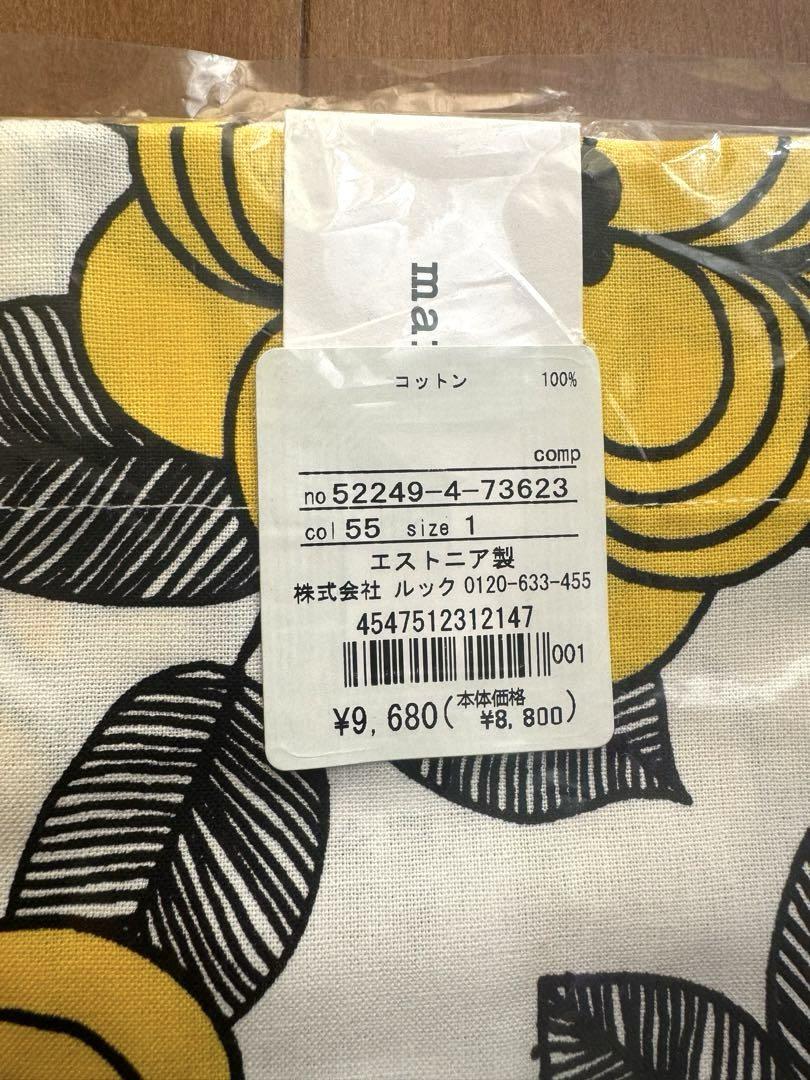 コットン 100%
comp
no 52249-4-73623
col 55 size 1
エストニア製
株式会社 ルック 0120-633-455
4547512312147
001
¥9,680(本体価格 ¥8,800)